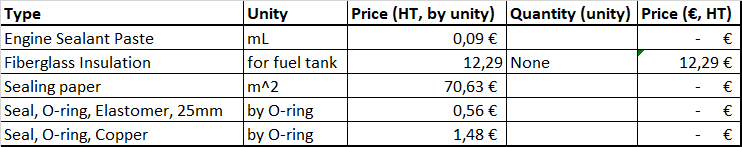 Type, Unity Price (HT, by unity) Quantity (unity) Price (€, HT)
Engine Sealant Paste mL 0,09 € - €
Fiberglass Insulation for fuel tank 12,29 None 12,29 €
Sealing paper m^2 70,63 € - €
Seal, O-ring, Elastomer, 25mm by O-ring 0,56 € - €
Seal, O-ring, Copper by O-ring 1,48 € - €